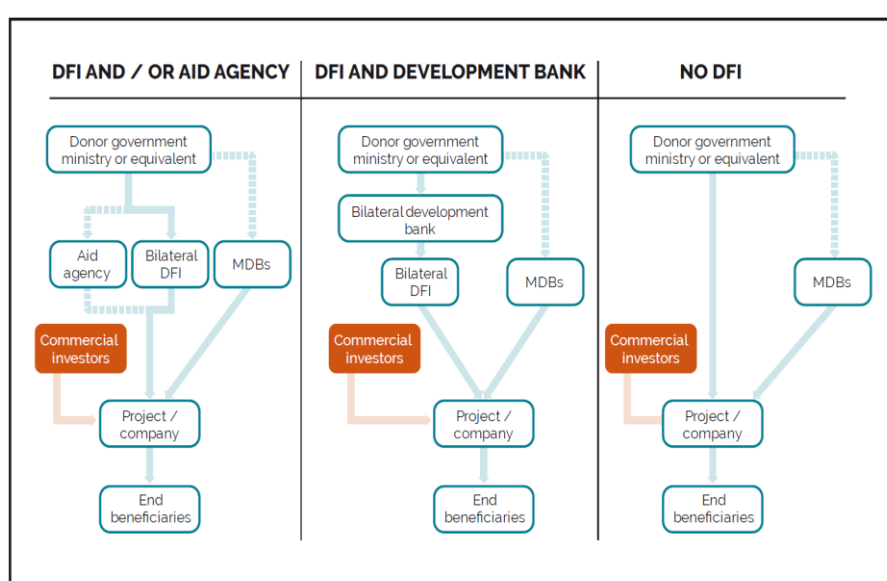 DFI AND / OR AID AGENCY
DFI AND DEVELOPMENT BANK
NO DFI
Donor government
ministry or equivalent
Aid
agency
Bilateral
DFI
MDBs
Commercial
investors
Project /
company
End
beneficiaries
Donor government
ministry or equivalent
Bilateral development
bank
Bilateral
DFI
MDBs
Commercial
investors
Project /
company
End
beneficiaries
Donor government
ministry or equivalent
MDBs
Commercial
investors
Project /
company
End
beneficiaries